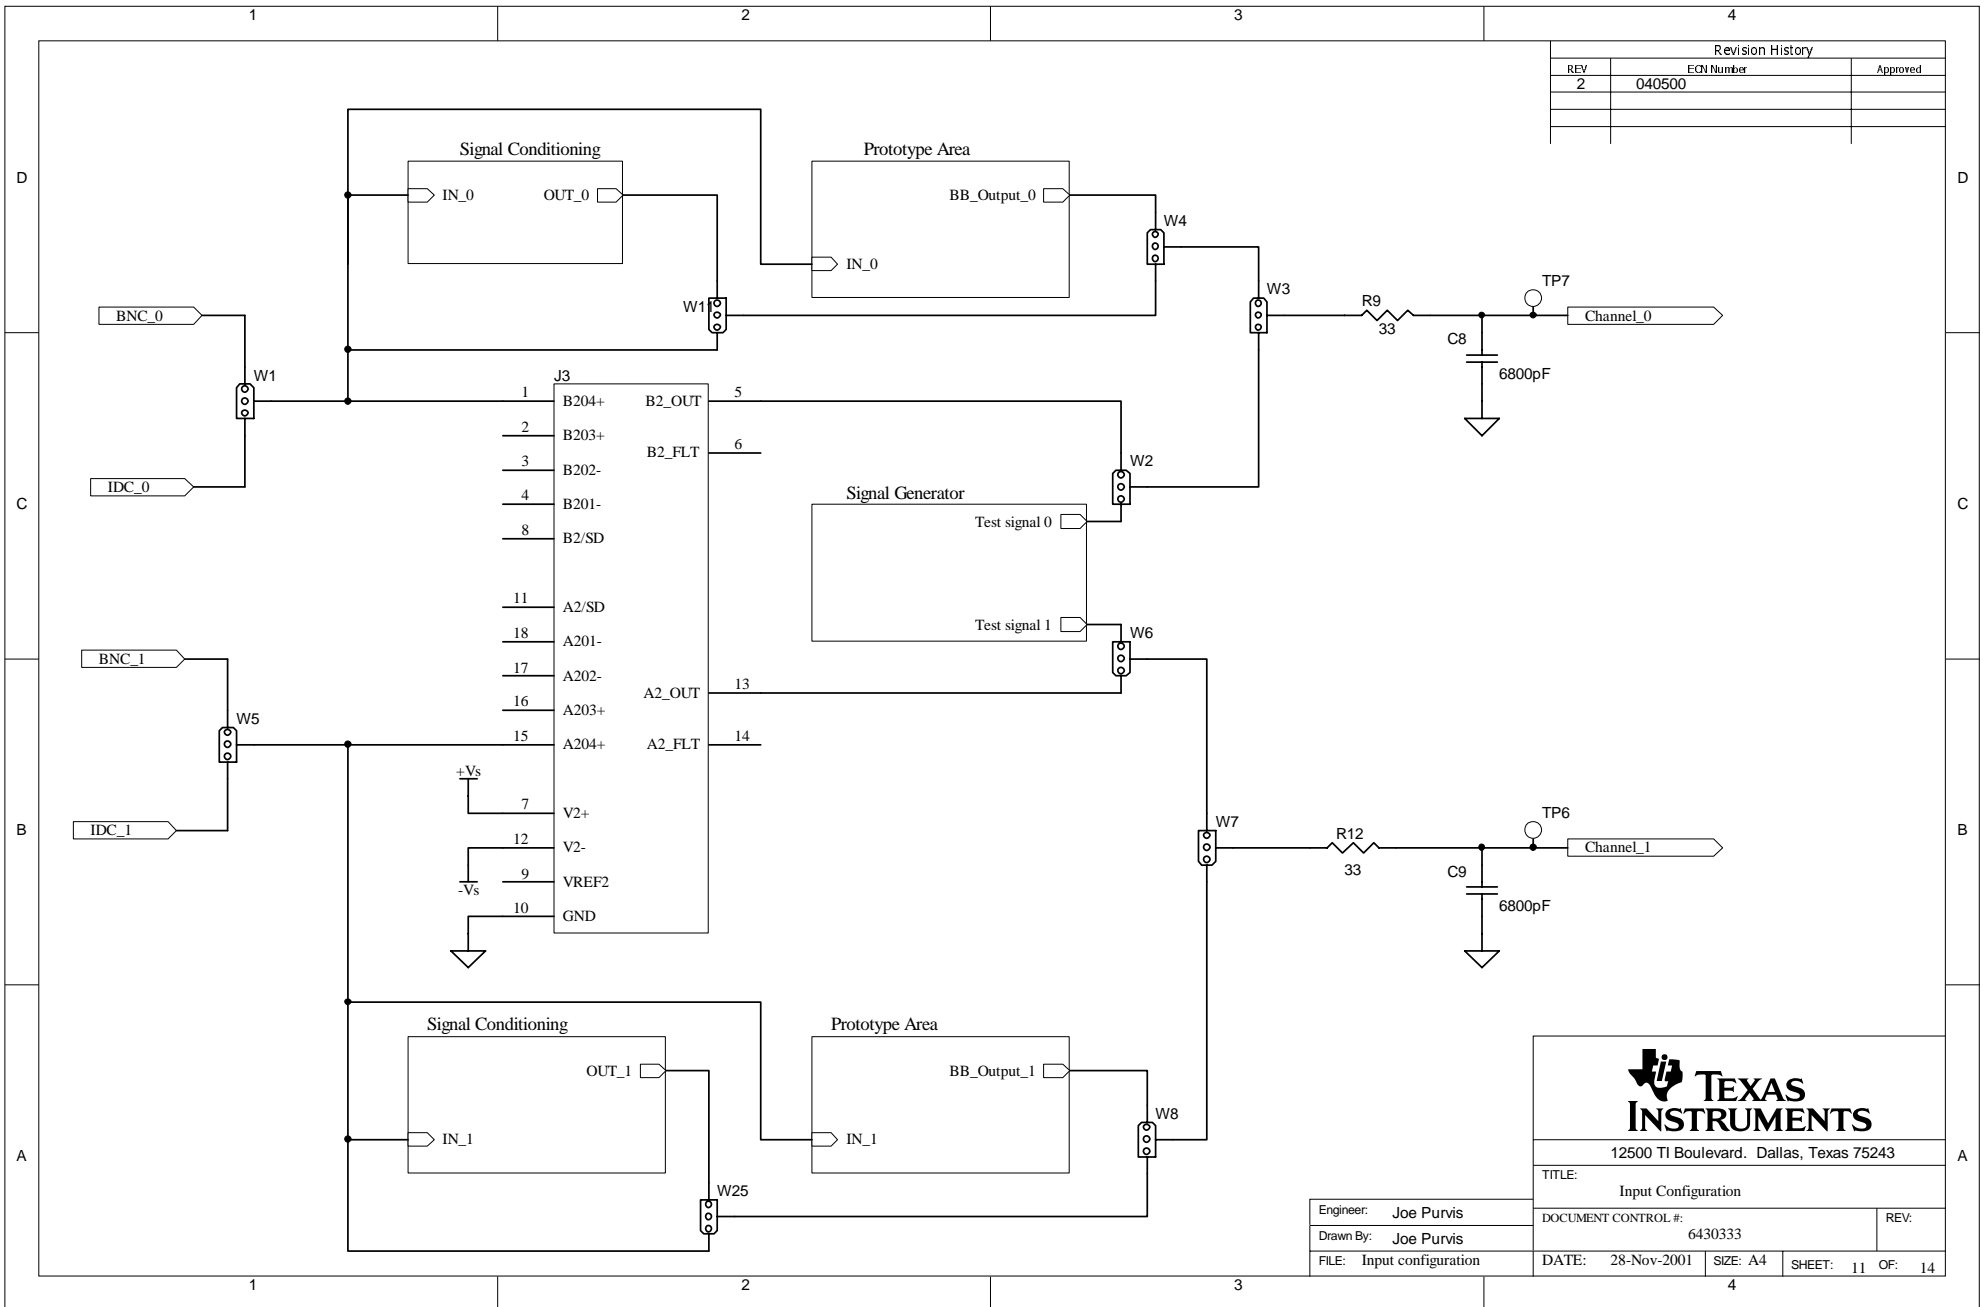 1 2 3 4
Revision History
REV ECN Number Approved
2 040500
D D
Signal Conditioning
IN_0 OUT_0
Prototype Area
BB_Output_0
IN_0
W4
W11
W3
BNC_0
W1
IDC_0
R9
33
TP7
Channel_0
C8
6800pF
C C
J3
1 B204+ B2_OUT 5
2 B203+
B2_FLT 6
3 B202-
4 B201-
8 B2/SD
11 A2/SD
18 A201-
17 A202-
A2_OUT 13
16 A203+
15 A204+ A2_FLT 14
+Vs
7 V2+
12 V2-
-Vs
9 VREF2
10 GND
W2
Signal Generator
Test signal 0
Test signal 1
W6
BNC_1
W5
IDC_1
B B
W7
R12
33
TP6
Channel_1
C9
6800pF
Signal Conditioning
OUT_1
IN_1
Prototype Area
BB_Output_1
IN_1
W8
W25
A A
TEXAS
INSTRUMENTS
12500 TI Boulevard. Dallas, Texas 75243
TITLE:
Input Configuration
Engineer: Joe Purvis
Drawn By: Joe Purvis
FILE: Input configuration
DOCUMENT CONTROL #: REV:
6430333
DATE: 28-Nov-2001 SIZE: A4 SHEET: 11 OF: 14
1 2 3 4